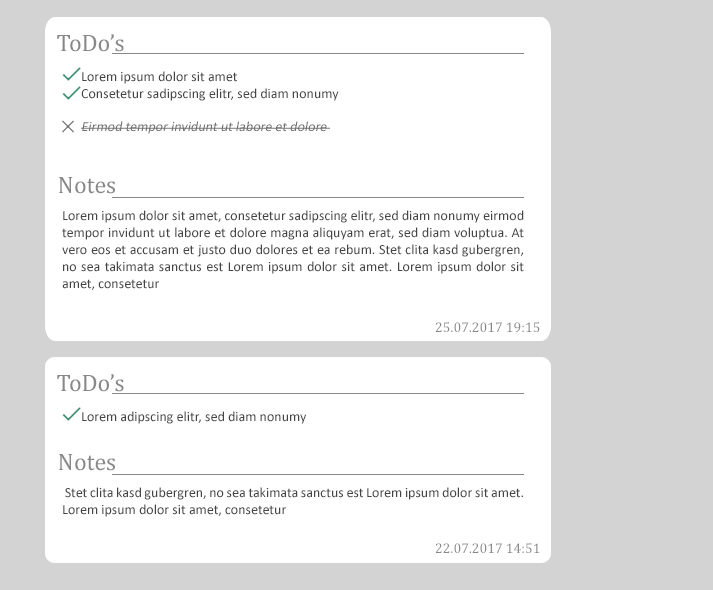 ToDo’s
Lorem ipsum dolor sit amet
Consetetur sadipscing elitr, sed diam nonumy
Eirmod tempor invidunt ut labore et dolore
Notes
Lorem ipsum dolor sit amet, consetetur sadipscing elitr, sed diam nonumy eirmod
tempor invidunt ut labore et dolore magna aliquyam erat, sed diam voluptua. At
vero eos et accusam et justo duo dolores et ea rebum. Stet clita kasd gubergren,
no sea takimata sanctus est Lorem ipsum dolor sit amet. Lorem ipsum dolor sit
amet, consetetur
25.07.2017 19:15
ToDo’s
Lorem adipscing elitr, sed diam nonumy
Notes
Stet clita kasd gubergren, no sea takimata sanctus est Lorem ipsum dolor sit amet.
Lorem ipsum dolor sit amet, consetetur
22.07.2017 14:51